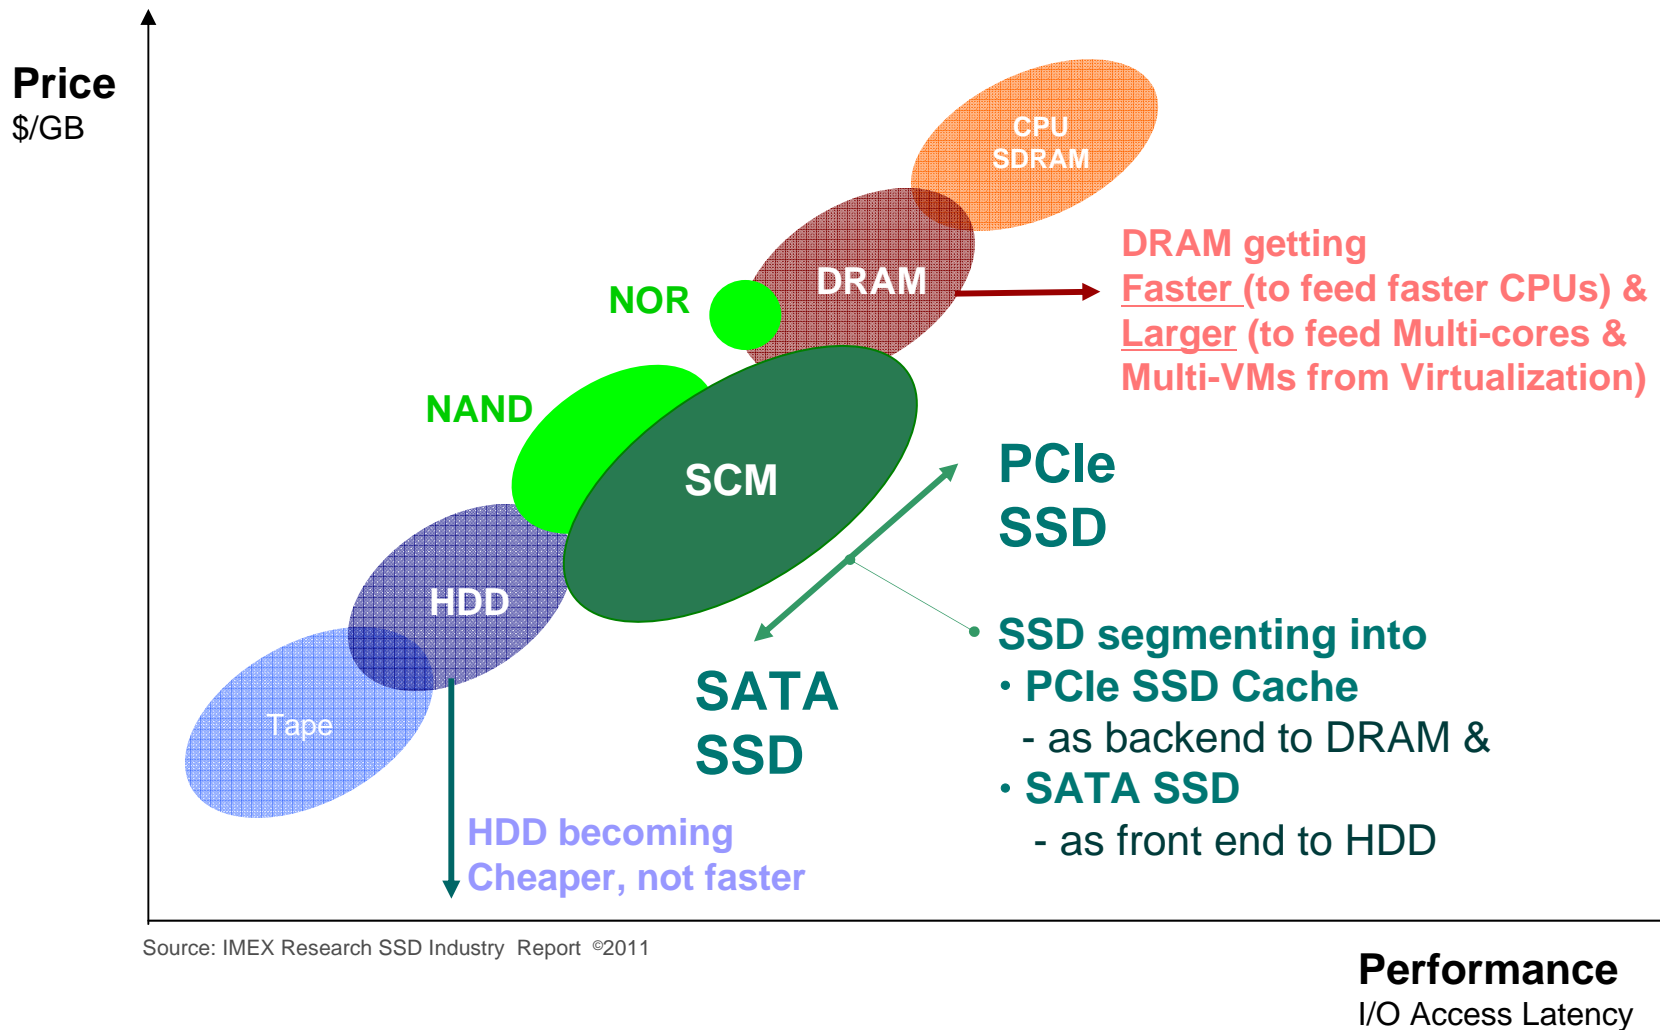 Price
$/GB
CPU
SDRAM
DRAM
NOR
DRAM getting
Faster (to feed faster CPUs) &
Larger (to feed Multi-cores &
Multi-VMs from Virtualization)
NAND
SCM
PCIe
SSD
HDD
SATA
SSD
SSD segmenting into
• PCIe SSD Cache
- as backend to DRAM &
• SATA SSD
- as front end to HDD
Tape
HDD becoming
Cheaper, not faster
Source: IMEX Research SSD Industry Report ©2011
Performance
I/O Access Latency